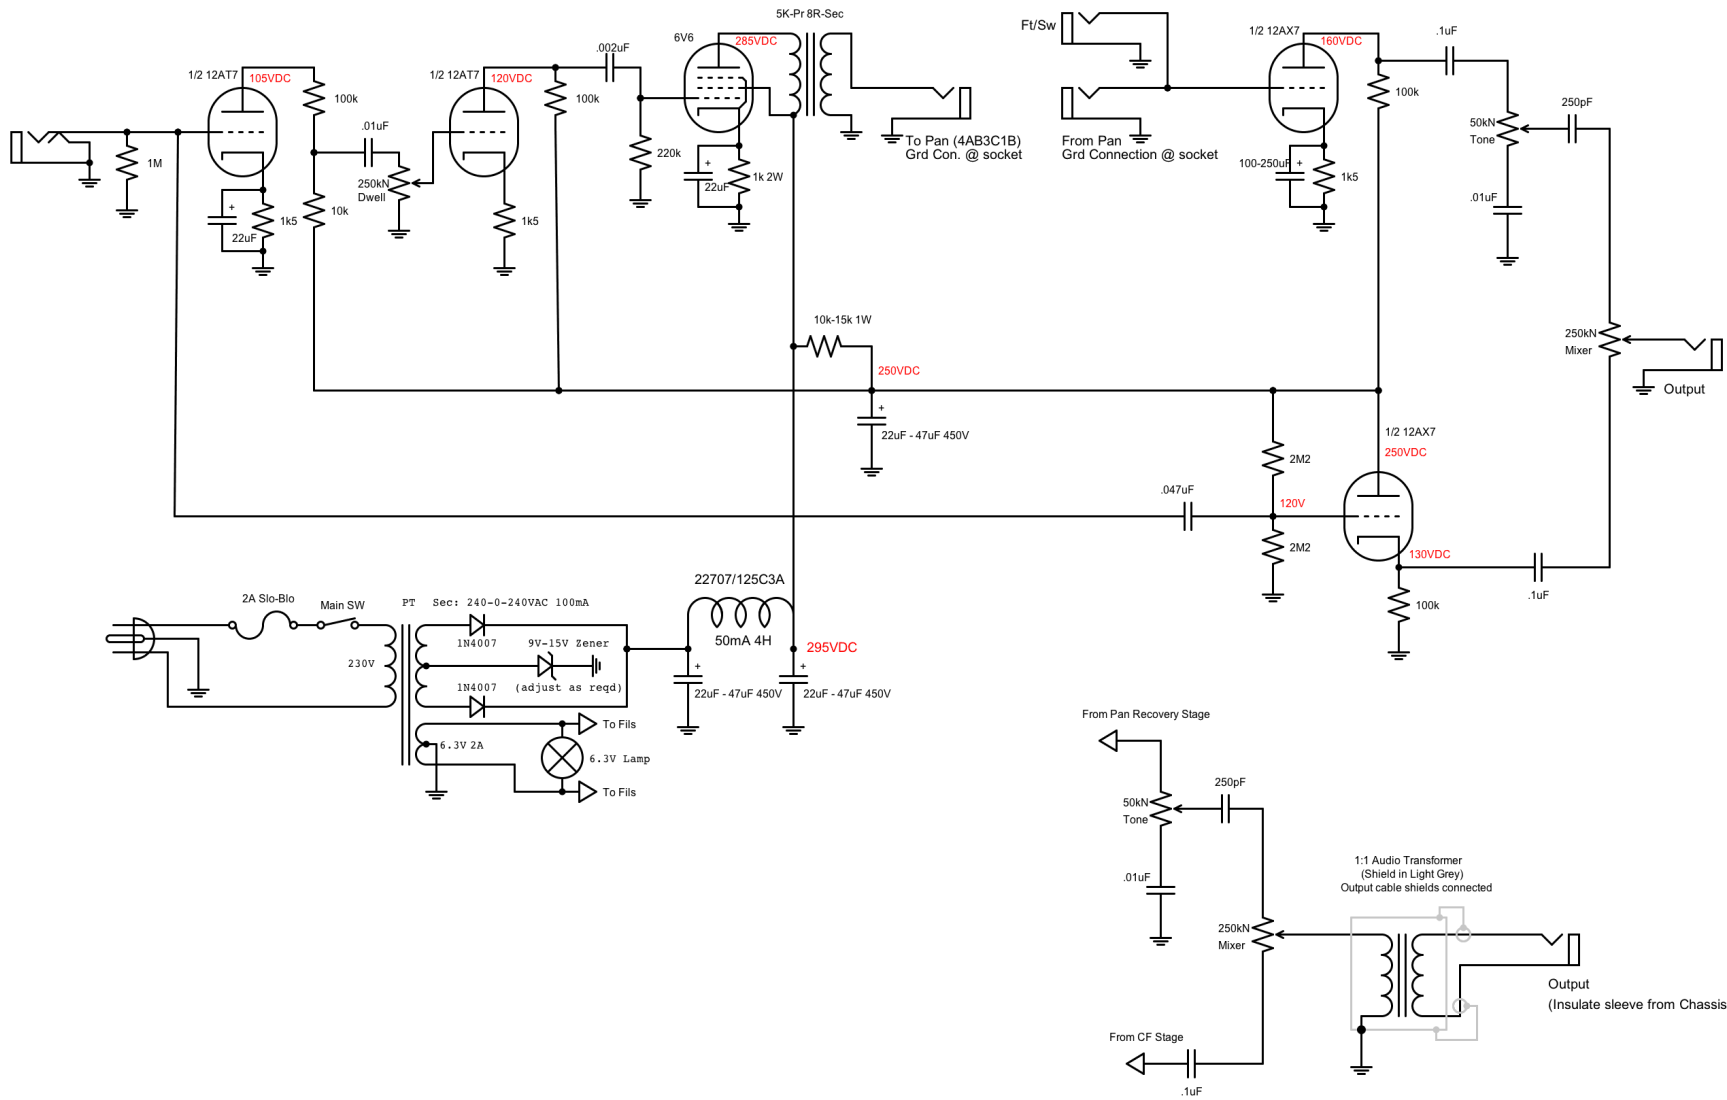 5K-Pr 8R-Sec
Ft/Sw
6V6
285VDC
1/2 12AX7
160VDC
.1uF
.002uF
1/2 12AT7
105VDC
1/2 12AT7
120VDC
100k
100k
100k
250pF
.01uF
50kN
Tone
To Pan (4AB3C1B)
Grd Con. @ socket
From Pan
Grd Connection @ socket
1M
220k
100-250uF
+
1k5
250kN
Dwell
+
22uF
1k 2W
.01uF
10k
+
22uF
1k5
1k5
10k-15k 1W
250kN
Mixer
250VDC
Output
+
22uF - 47uF 450V
1/2 12AX7
250VDC
2M2
.047uF
120V
2M2
130VDC
.1uF
100k
22707/125C3A
50mA 4H
295VDC
2A Slo-Blo
Main SW
PT
Sec: 240-0-240VAC 100mA
1N4007
9V-15V Zener
230V
(adjust as reqd)
1N4007
+
22uF - 47uF 450V
+
22uF - 47uF 450V
To Fils
6.3V 2A
6.3V Lamp
To Fils
From Pan Recovery Stage
250pF
50kN
Tone
.01uF
1:1 Audio Transformer
(Shield in Light Grey)
Output cable shields connected
250kN
Mixer
Output
(Insulate sleeve from Chassis
From CF Stage
.1uF